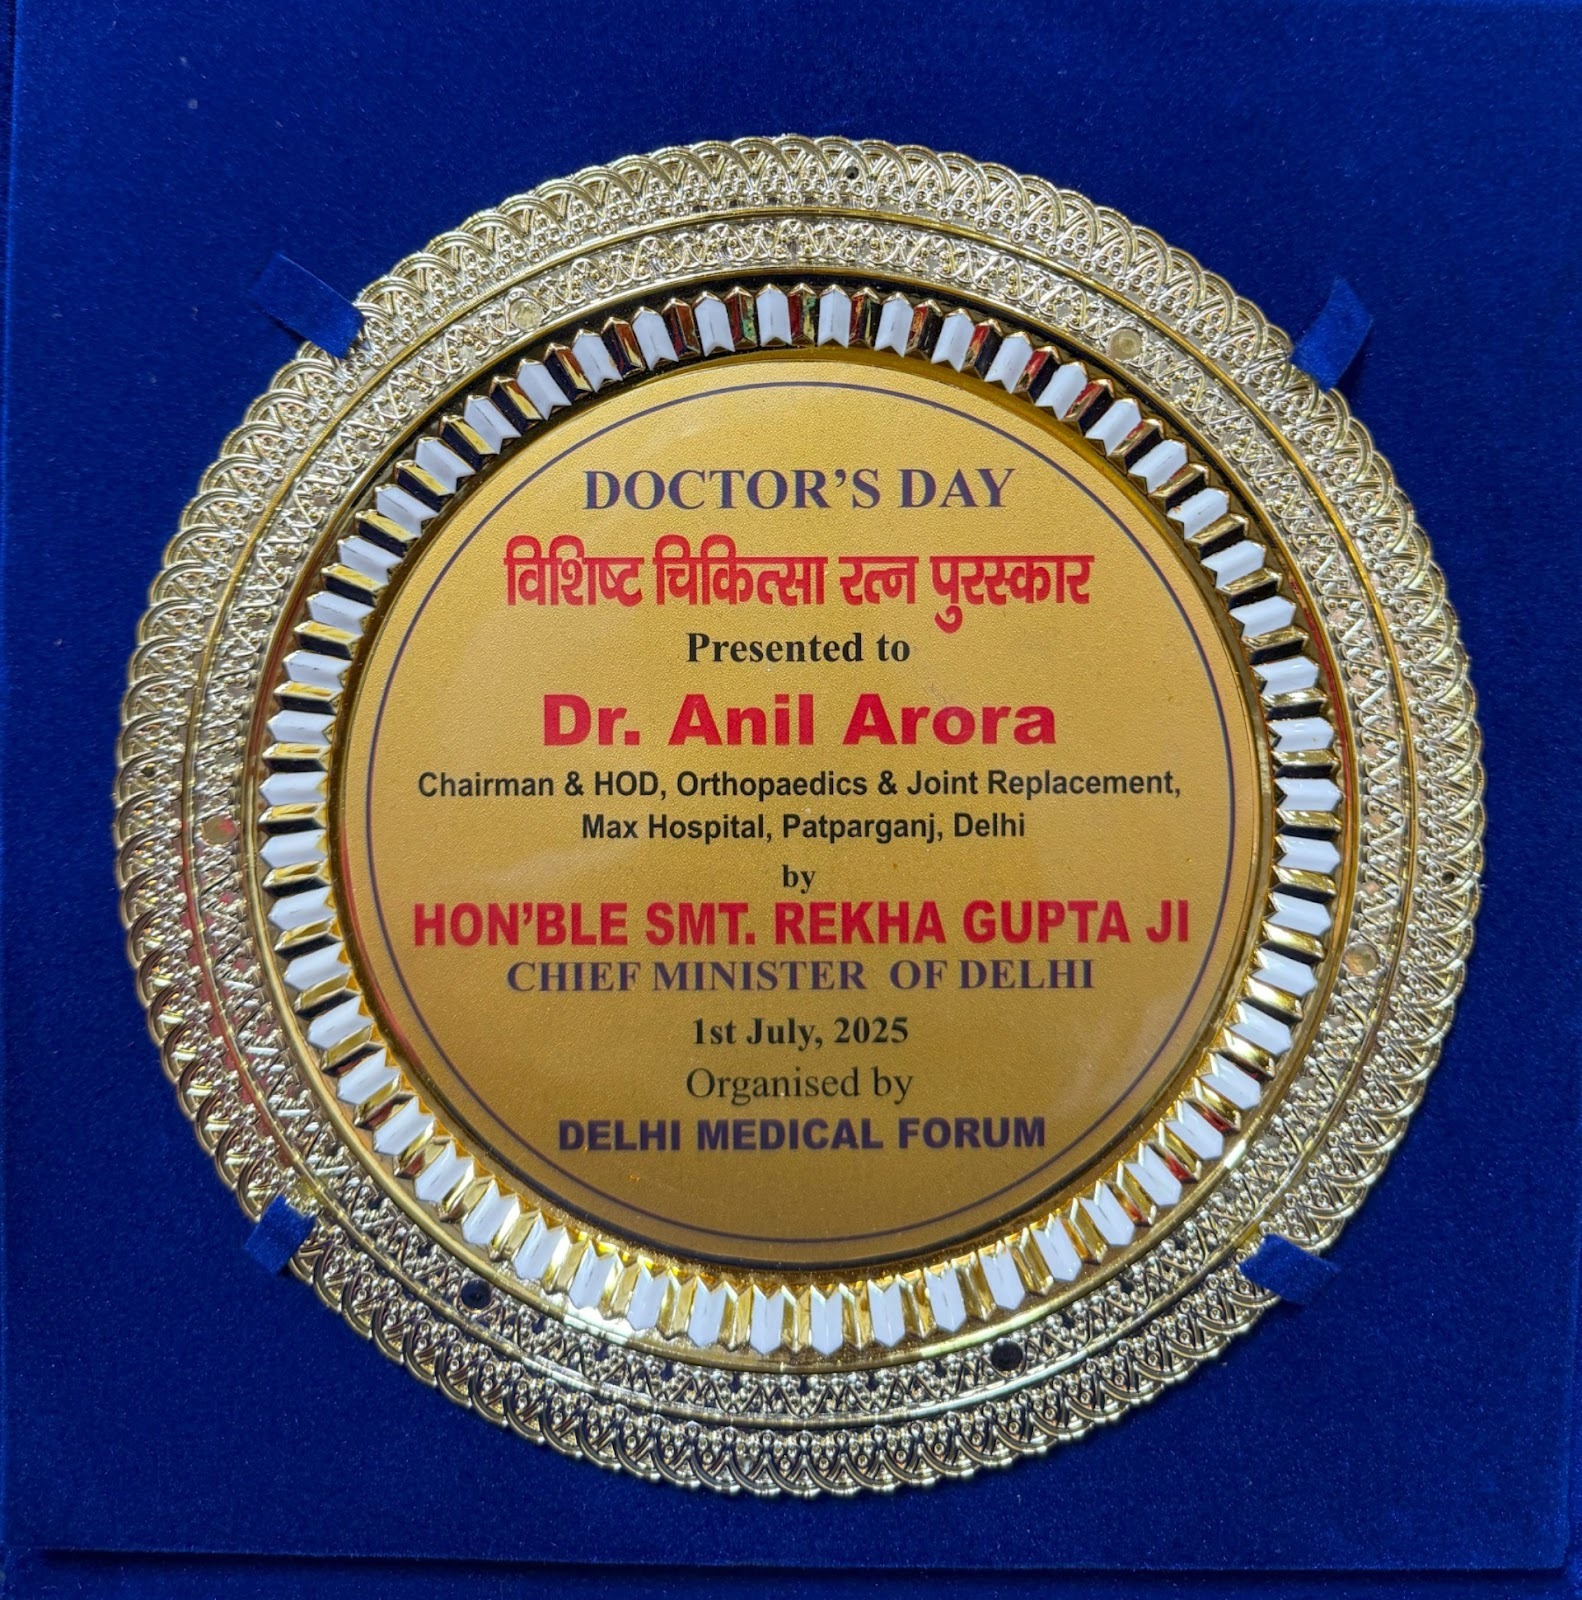 DOCTOR'S DAY
विशिष्ट चिकित्सा रत्न पुरस्कार
Presented to
Dr. Anil Arora
Chairman & HOD, Orthopaedics & Joint Replacement,
Max Hospital, Patparganj, Delhi
by
HON'BLE SMT. REKHA GUPTA JI
CHIEF MINISTER OF DELHI
1st July, 2025
Organised by
DELHI MEDICAL FORUM